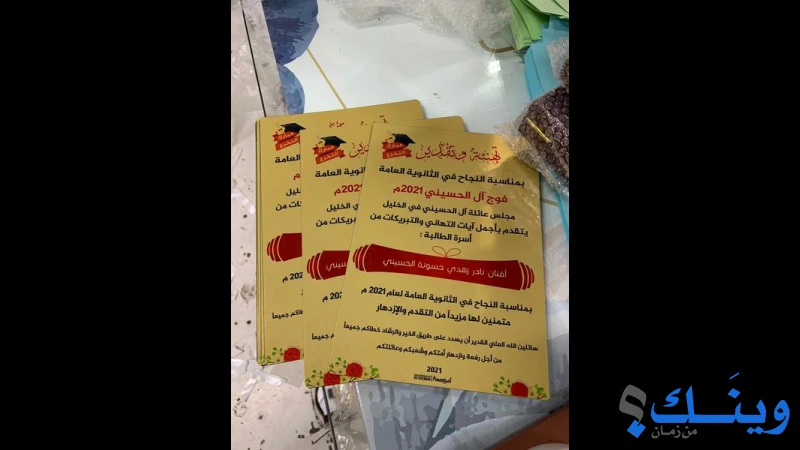 تهنئة وتقدير
بمناسبة النجاح في الثانوية العامة
فوج آل الحسيني 2021م
مجلس عائلة آل الحسيني في الخليل
يتقدم بأجمل آيات التهاني والتبريكات من
أسرة الطالبة :
أفنان نادر زهدي حسونة الحسيني
بمناسبة النجاح في الثانوية العامة لعام 2021 م
متمنين لها مزيداً من التقدم والإزدهار
سائلين الله العلي القدير أن يسدد على طريق الخير والرشاد خطاكم جميعاً
من أجل رفعة وازدهار أمتكم وشعبكم وعائلتكم
2021
وينَـك؟
من زمـان